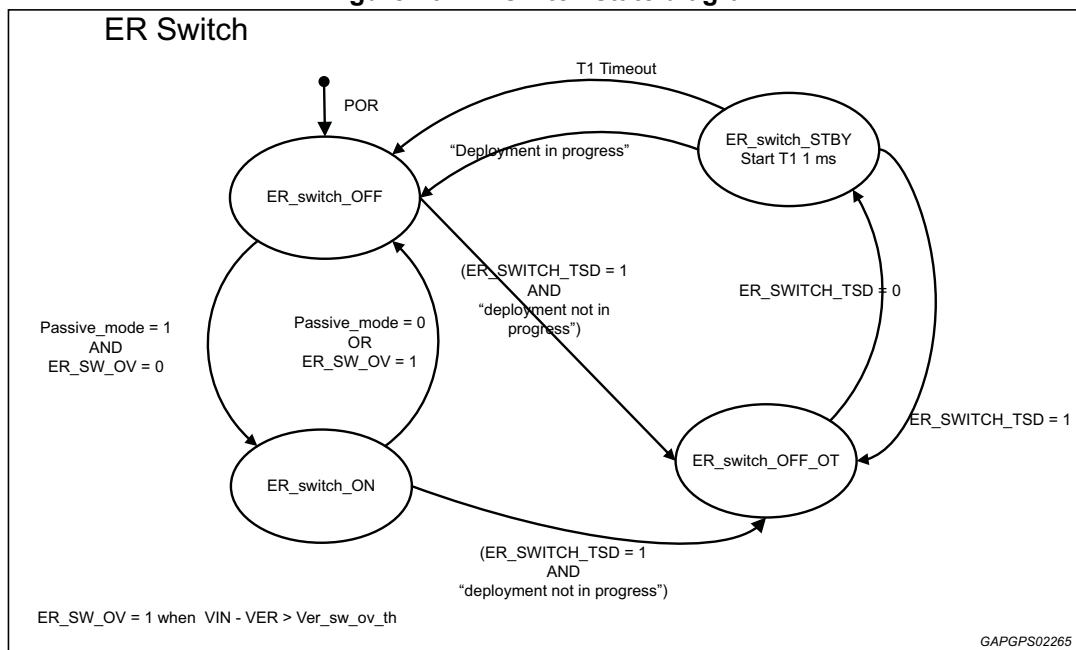 ER Switch
T1 Timeout
POR
ER_switch_STBY
Start T1 1 ms
“Deployment in progress”
ER_switch_OFF
(ER_SWITCH_TSD = 1
AND
“deployment not in
progress”)
ER_SWITCH_TSD = 0
Passive_mode = 1
AND
ER_SW_OV = 0
Passive_mode = 0
OR
ER_SW_OV = 1
ER_SWITCH_TSD = 1
ER_switch_OFF_OT
ER_switch_ON
(ER_SWITCH_TSD = 1
AND
“deployment not in progress”)
ER_SW_OV = 1 when  VIN - VER > Ver_sw_ov_th
GAPGPS02265